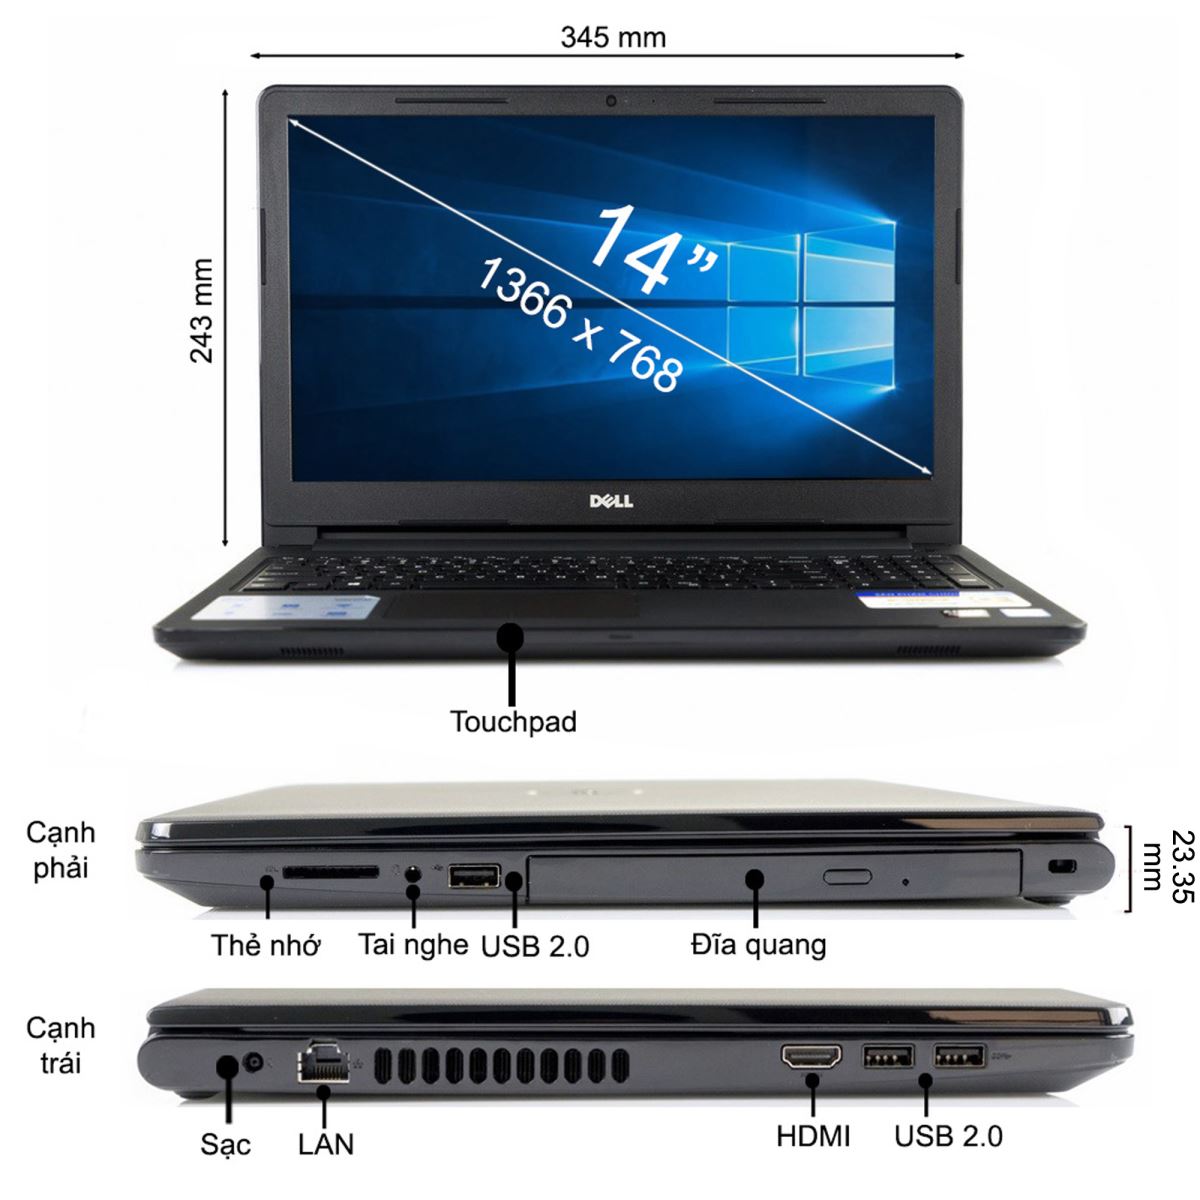 345 mm
243 mm
14”
1366 x 768
DELL
Touchpad
Cạnh
phải
23.35
mm
Thẻ nhớ
Tai nghe
USB 2.0
Đĩa quang
Cạnh
trái
Sạc
LAN
HDMI
USB 2.0